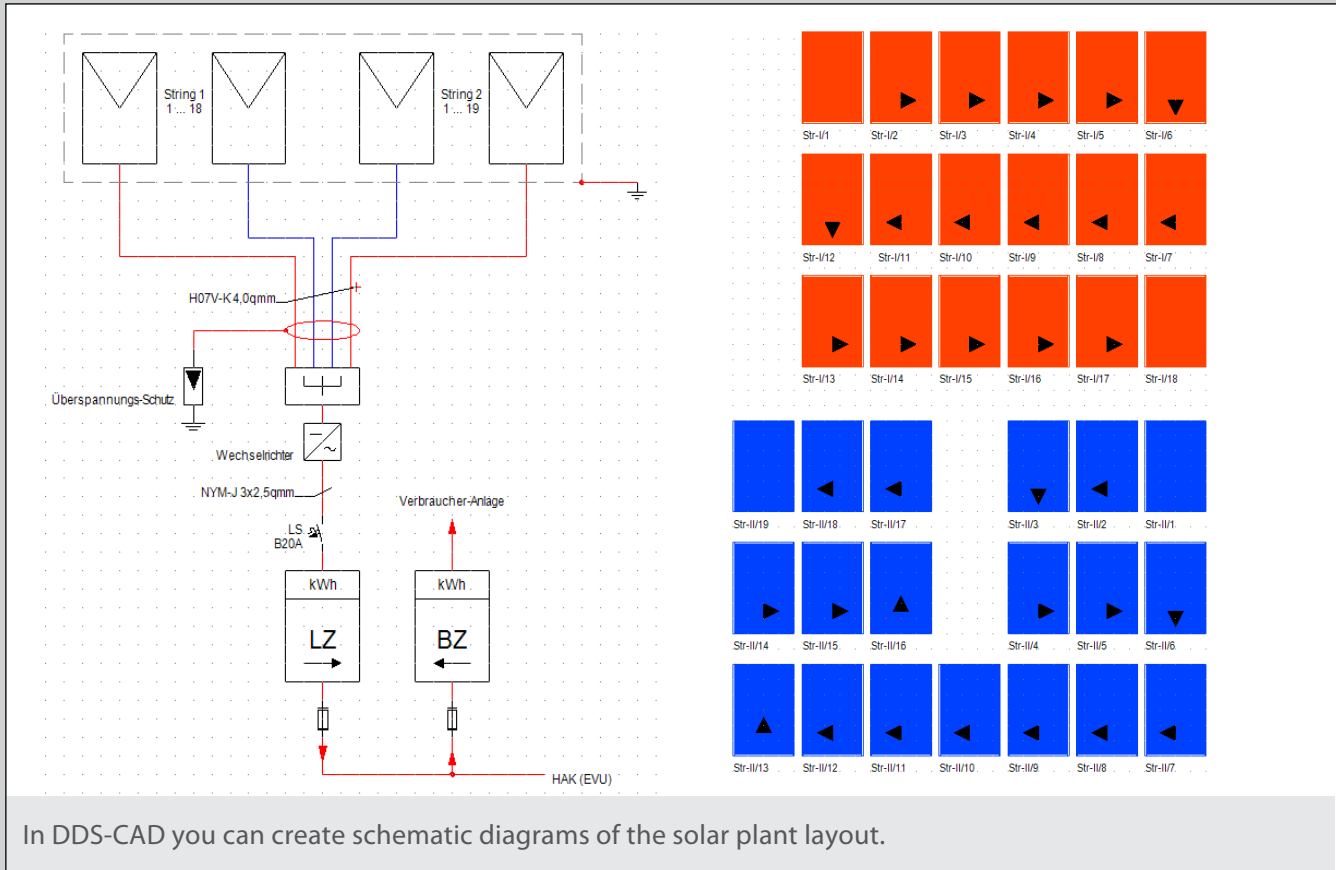 String 1
1 ... 18
String 2
1 ... 19
H07V-K 4,0qmm
Überspannungs-Schutz
Wechselrichter
NYM-J 3x2,5qmm
Verbraucher-Anlage
LS
B20A
kWh
kWh
LZ
BZ
HAK (EVU)
Str-I/1 Str-I/2 Str-I/3 Str-I/4 Str-I/5 Str-I/6
Str-I/12 Str-I/11 Str-I/10 Str-I/9 Str-I/8 Str-I/7
Str-I/13 Str-I/14 Str-I/15 Str-I/16 Str-I/17 Str-I/18
Str-II/19 Str-II/18 Str-II/17 Str-II/3 Str-II/2 Str-II/1
Str-II/14 Str-II/15 Str-II/16 Str-II/4 Str-II/5 Str-II/6
Str-II/13 Str-II/12 Str-II/11 Str-II/10 Str-II/9 Str-II/8 Str-II/7
In DDS-CAD you can create schematic diagrams of the solar plant layout.